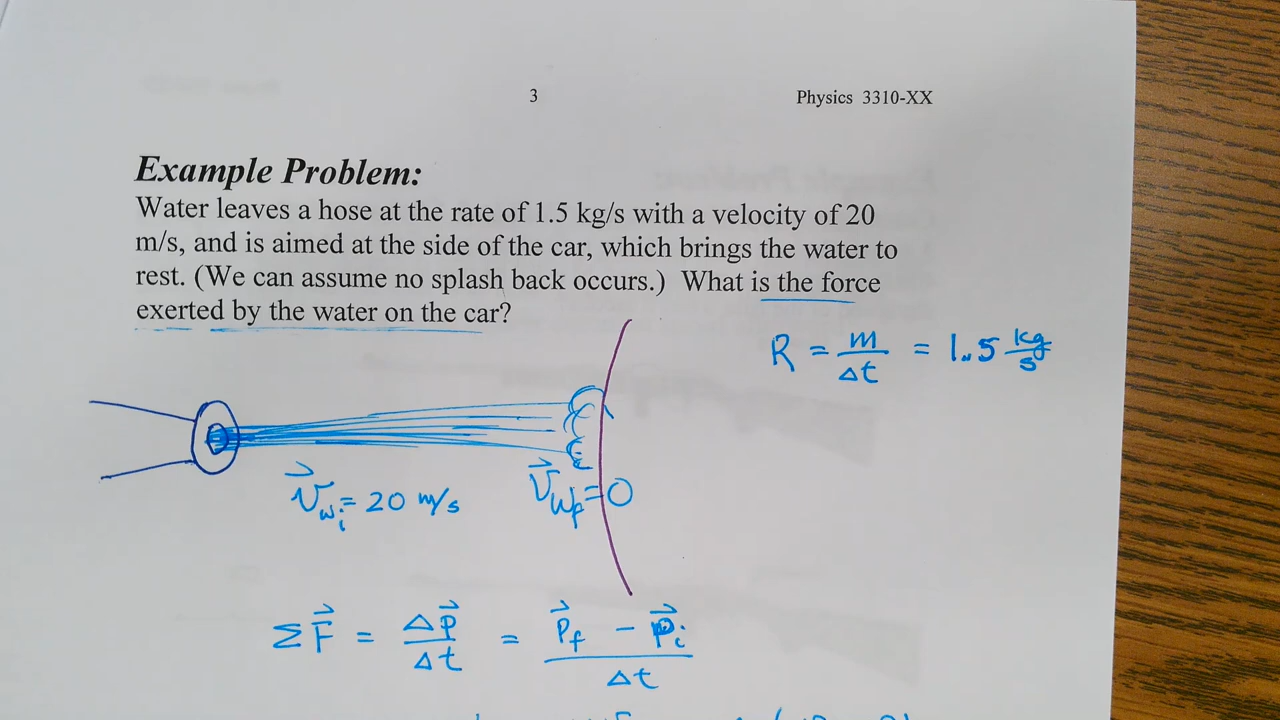 3
Physics 3310-XX
Example Problem:
Water leaves a hose at the rate of 1.5 kg/s with a velocity of 20
m/s, and is aimed at the side of the car, which brings the water to
rest. (We can assume no splash back occurs.) What is the force
exerted by the water on the car?
R = m/Δt = 1.5 kg/s
v⃗wi = 20 m/s
v⃗wf = 0
ΣF⃗ = Δp⃗/Δt = (p⃗f − p⃗i)/Δt